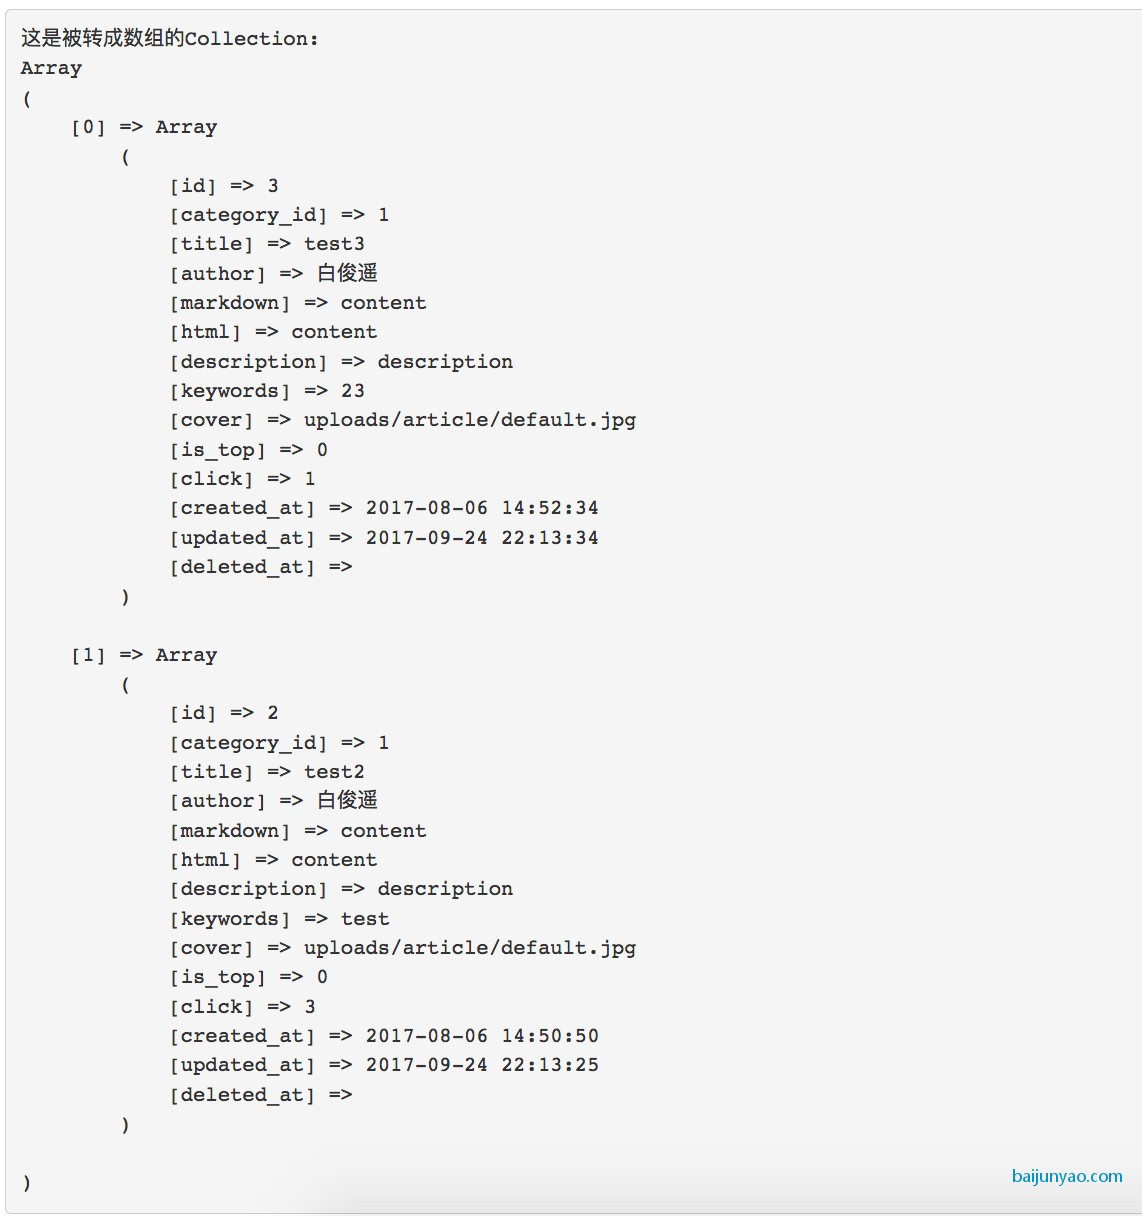 这是被转成数组的Collection:
Array
(
    [0] => Array
        (
            [id] => 3
            [category_id] => 1
            [title] => test3
            [author] => 白俊遥
            [markdown] => content
            [html] => content
            [description] => description
            [keywords] => 23
            [cover] => uploads/article/default.jpg
            [is_top] => 0
            [click] => 1
            [created_at] => 2017-08-06 14:52:34
            [updated_at] => 2017-09-24 22:13:34
            [deleted_at] =>
        )

    [1] => Array
        (
            [id] => 2
            [category_id] => 1
            [title] => test2
            [author] => 白俊遥
            [markdown] => content
            [html] => content
            [description] => description
            [keywords] => test
            [cover] => uploads/article/default.jpg
            [is_top] => 0
            [click] => 3
            [created_at] => 2017-08-06 14:50:50
            [updated_at] => 2017-09-24 22:13:25
            [deleted_at] =>
        )

)
baijunyao.com